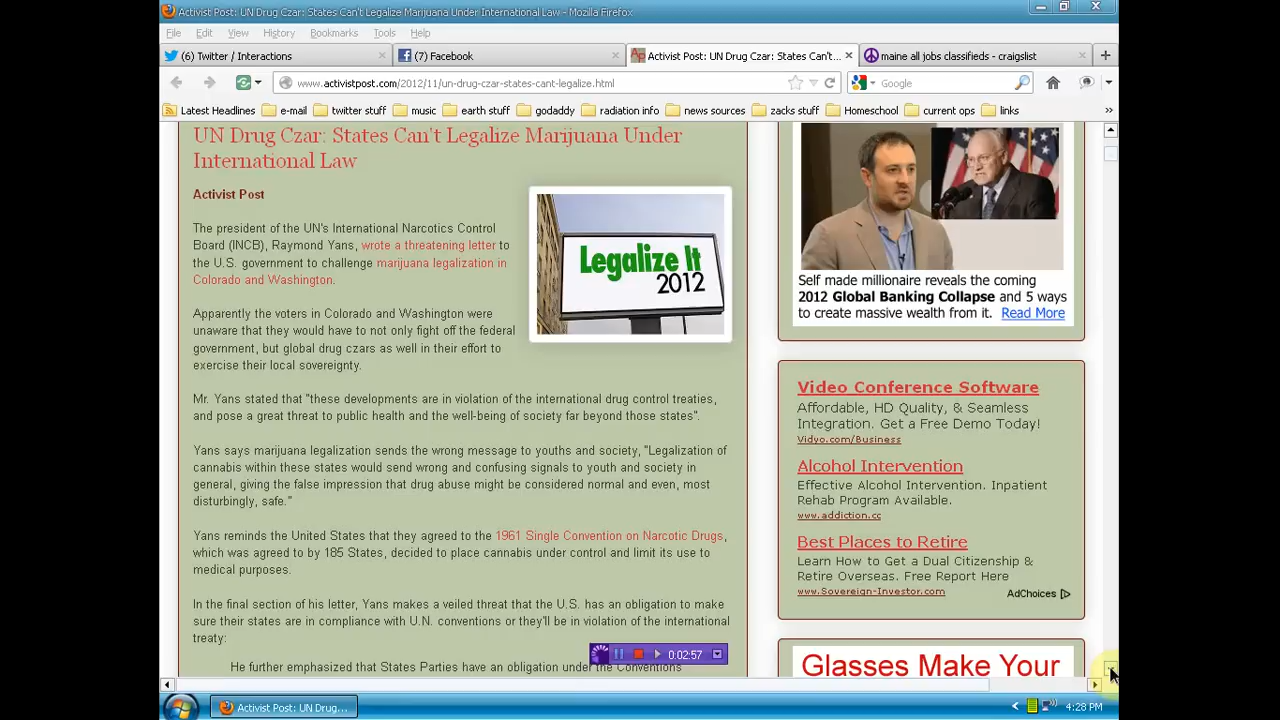 Activist Post: UN Drug Czar: States Can't Legalize Marijuana Under International Law - Mozilla Firefox
File Edit View History Bookmarks Tools Help
(6) Twitter / Interactions
(7) Facebook
Activist Post: UN Drug Czar: States Can't...
maine all jobs classifieds - craigslist
www.activistpost.com/2012/11/un-drug-czar-states-cant-legalize.html
Google
Latest Headlines e-mail twitter stuff music earth stuff godaddy radiation info news sources zacks stuff Homeschool current ops links
UN Drug Czar: States Can't Legalize Marijuana Under
International Law
Activist Post
The president of the UN's International Narcotics Control
Board (INCB), Raymond Yans, wrote a threatening letter to
the U.S. government to challenge marijuana legalization in
Colorado and Washington.
Legalize It
2012
Apparently the voters in Colorado and Washington were
unaware that they would have to not only fight off the federal
government, but global drug czars as well in their effort to
exercise their local sovereignty.
Mr. Yans stated that "these developments are in violation of the international drug control treaties,
and pose a great threat to public health and the well-being of society far beyond those states".
Yans says marijuana legalization sends the wrong message to youths and society, "Legalization of
cannabis within these states would send wrong and confusing signals to youth and society in
general, giving the false impression that drug abuse might be considered normal and even, most
disturbingly, safe."
Yans reminds the United States that they agreed to the 1961 Single Convention on Narcotic Drugs,
which was agreed to by 185 States, decided to place cannabis under control and limit its use to
medical purposes.
In the final section of his letter, Yans makes a veiled threat that the U.S. has an obligation to make
sure their states are in compliance with U.N. conventions or they'll be in violation of the international
treaty:
He further emphasized that States Parties have an obligation under the Conventions
0:02:57
Self made millionaire reveals the coming
2012 Global Banking Collapse and 5 ways
to create massive wealth from it. Read More
Video Conference Software
Affordable, HD Quality, & Seamless
Integration. Get a Free Demo Today!
Vidyo.com/Business
Alcohol Intervention
Effective Alcohol Intervention. Inpatient
Rehab Program Available.
www.addiction.cc
Best Places to Retire
Learn How to Get a Dual Citizenship &
Retire Overseas. Free Report Here
www.Sovereign-Investor.com
AdChoices
Glasses Make Your
Activist Post: UN Drug...
4:28 PM